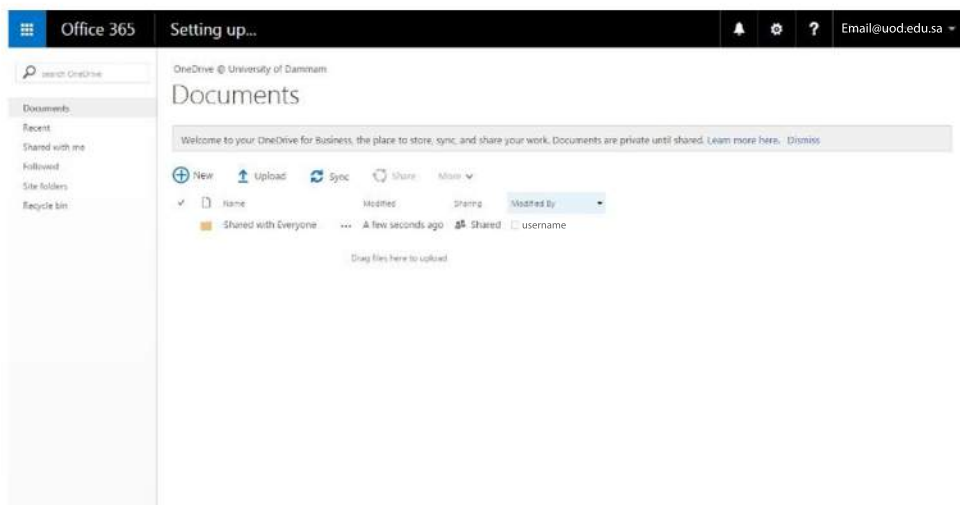 Office 365
Setting up...
? Email@uod.edu.sa
search OneDrive
Documents
Recent
Shared with me
Followed
Site folders
Recycle bin
OneDrive @ University of Dammam
Documents
Welcome to your OneDrive for Business, the place to store, sync, and share your work. Documents are private until shared. Learn more here. Dismiss
New Upload Sync Share More
Name Modified Sharing Modified By
Shared with Everyone ... A few seconds ago Shared username
Drag files here to upload